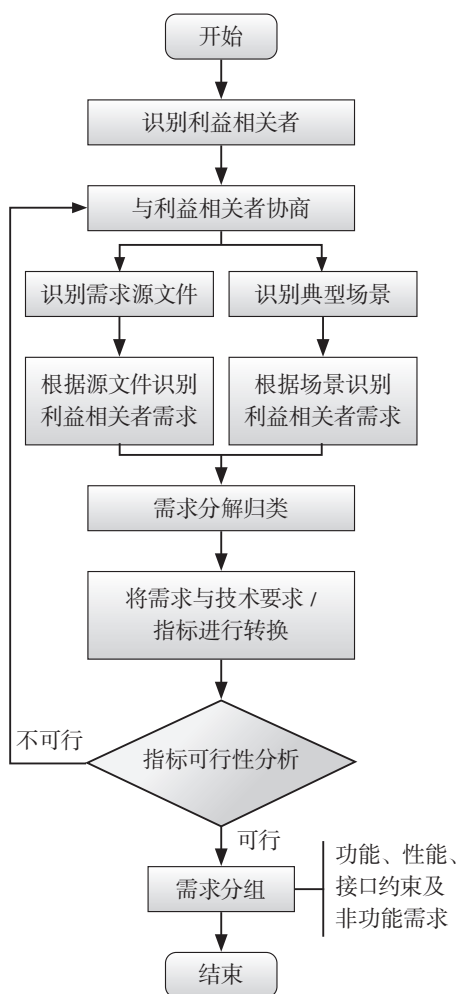 开始
识别利益相关者
与利益相关者协商
识别需求源文件
识别典型场景
根据源文件识别
利益相关者需求
根据场景识别
利益相关者需求
需求分解归类
将需求与技术要求 /
指标进行转换
不可行
指标可行性分析
可行
需求分组
功能、性能、
接口约束及
非功能需求
结束